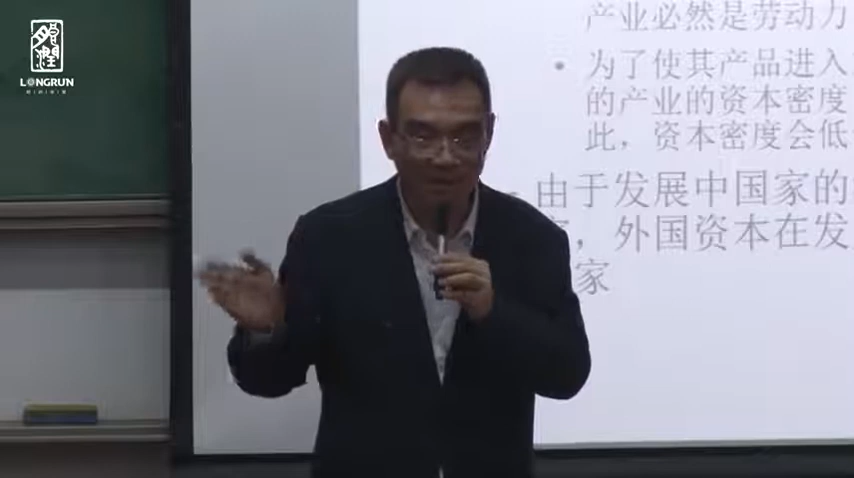 LONGRUN
产业必然是劳动力
• 为了使其产品进入
的产业的资本密度
此，资本密度会低
由于发展中国家的
，外国资本在发
家